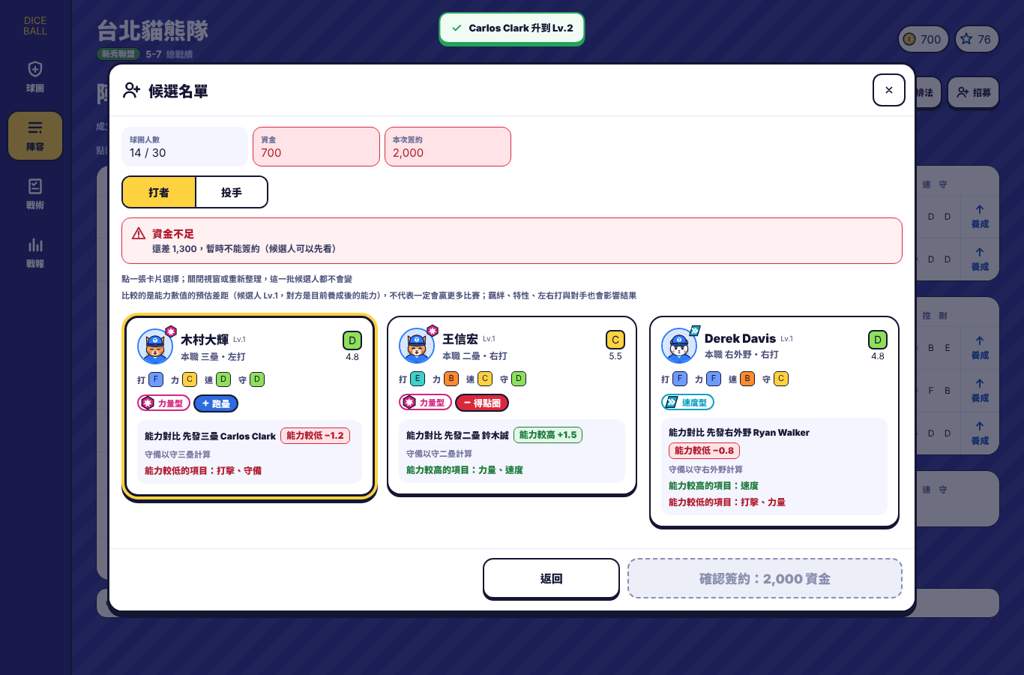 DICE
BALL
球團
陣容
戰術
戰報
台北貓熊隊
新秀聯盟 5-7 總戰績
Carlos Clark 升到 Lv.2
700 76
招募
候選名單
×
球團人數
14 / 30
資金
700
本次簽約
2,000
打者 投手
資金不足
還差 1,300，暫時不能簽約（候選人可以先看）
點一張卡片選擇；關閉視窗或重新整理，這一批候選人都不會變
比較的是能力數值的預估差距（候選人 Lv.1，對方是目前養成後的能力），不代表一定會贏更多比賽；羈絆、特性、左右打與對手也會影響結果
木村大輝 Lv.1
本職 三壘・左打
D
4.8
打 F 力 C 速 D 守 D
力量型 + 跑壘
能力對比 先發三壘 Carlos Clark 能力較低 −1.2
守備以守三壘計算
能力較低的項目：打擊、守備
王信宏 Lv.1
本職 二壘・右打
C
5.5
打 E 力 B 速 C 守 D
力量型 − 得點圈
能力對比 先發二壘 鈴木誠 能力較高 +1.5
守備以守二壘計算
能力較高的項目：力量、速度
Derek Davis Lv.1
本職 右外野・右打
D
4.8
打 F 力 F 速 B 守 C
速度型
能力對比 先發右外野 Ryan Walker
能力較低 −0.8
守備以守右外野計算
能力較高的項目：速度
能力較低的項目：打擊、力量
返回
確認簽約：2,000 資金
速 守
D D
養成
D D
養成
控 耐
B E
養成
F B
養成
D D
養成
速 守